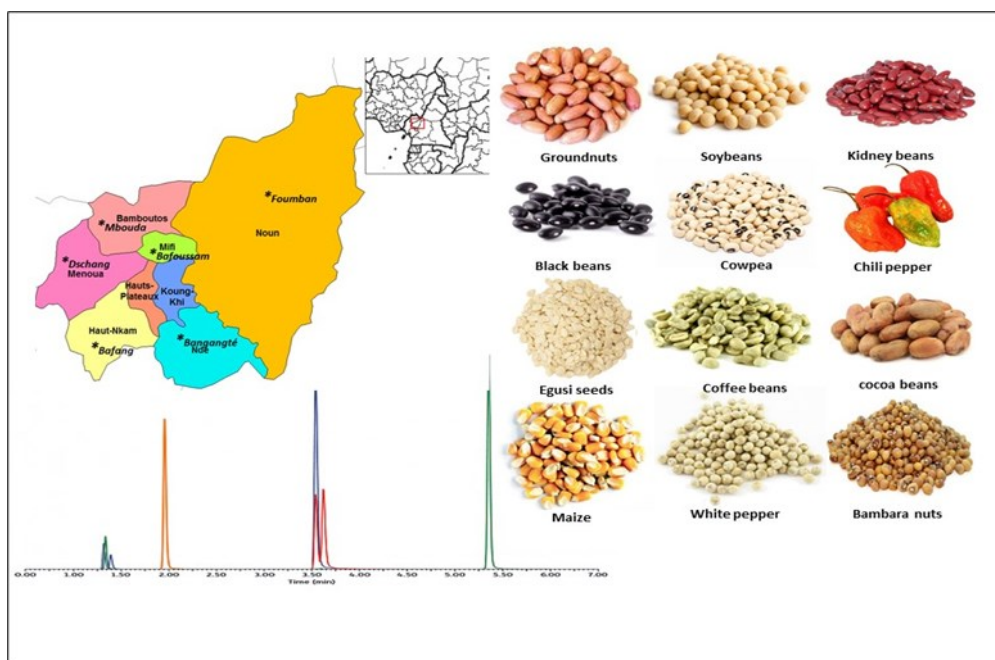 Foumban
Noun
Bamboutos
Mbouda
Mifi
Bafoussam
Dschang
Menoua
Hauts-
Plateaux
Koung-
Khi
Haut-Nkam
Bafang
Bangangté
Nde
Groundnuts
Soybeans
Kidney beans
Black beans
Cowpea
Chili pepper
Egusi seeds
Coffee beans
cocoa beans
Maize
White pepper
Bambara nuts
0.00 1.00 2.00 3.00 4.00 5.00 6.00 7.00
0.50 1.50 2.50 3.50 4.50 5.50 6.50
Time (min)